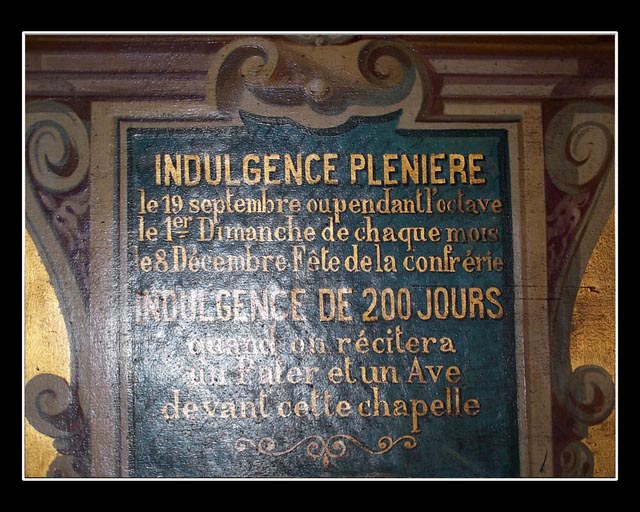 INDULGENCE PLENIERE
le 19 septembre ou pendant l'octave
le 1er Dimanche de chaque mois
le 8 Décembre Fête de la confrérie
INDULGENCE DE 200 JOURS
quand on récitera
un Pater et un Ave
devant cette chapelle